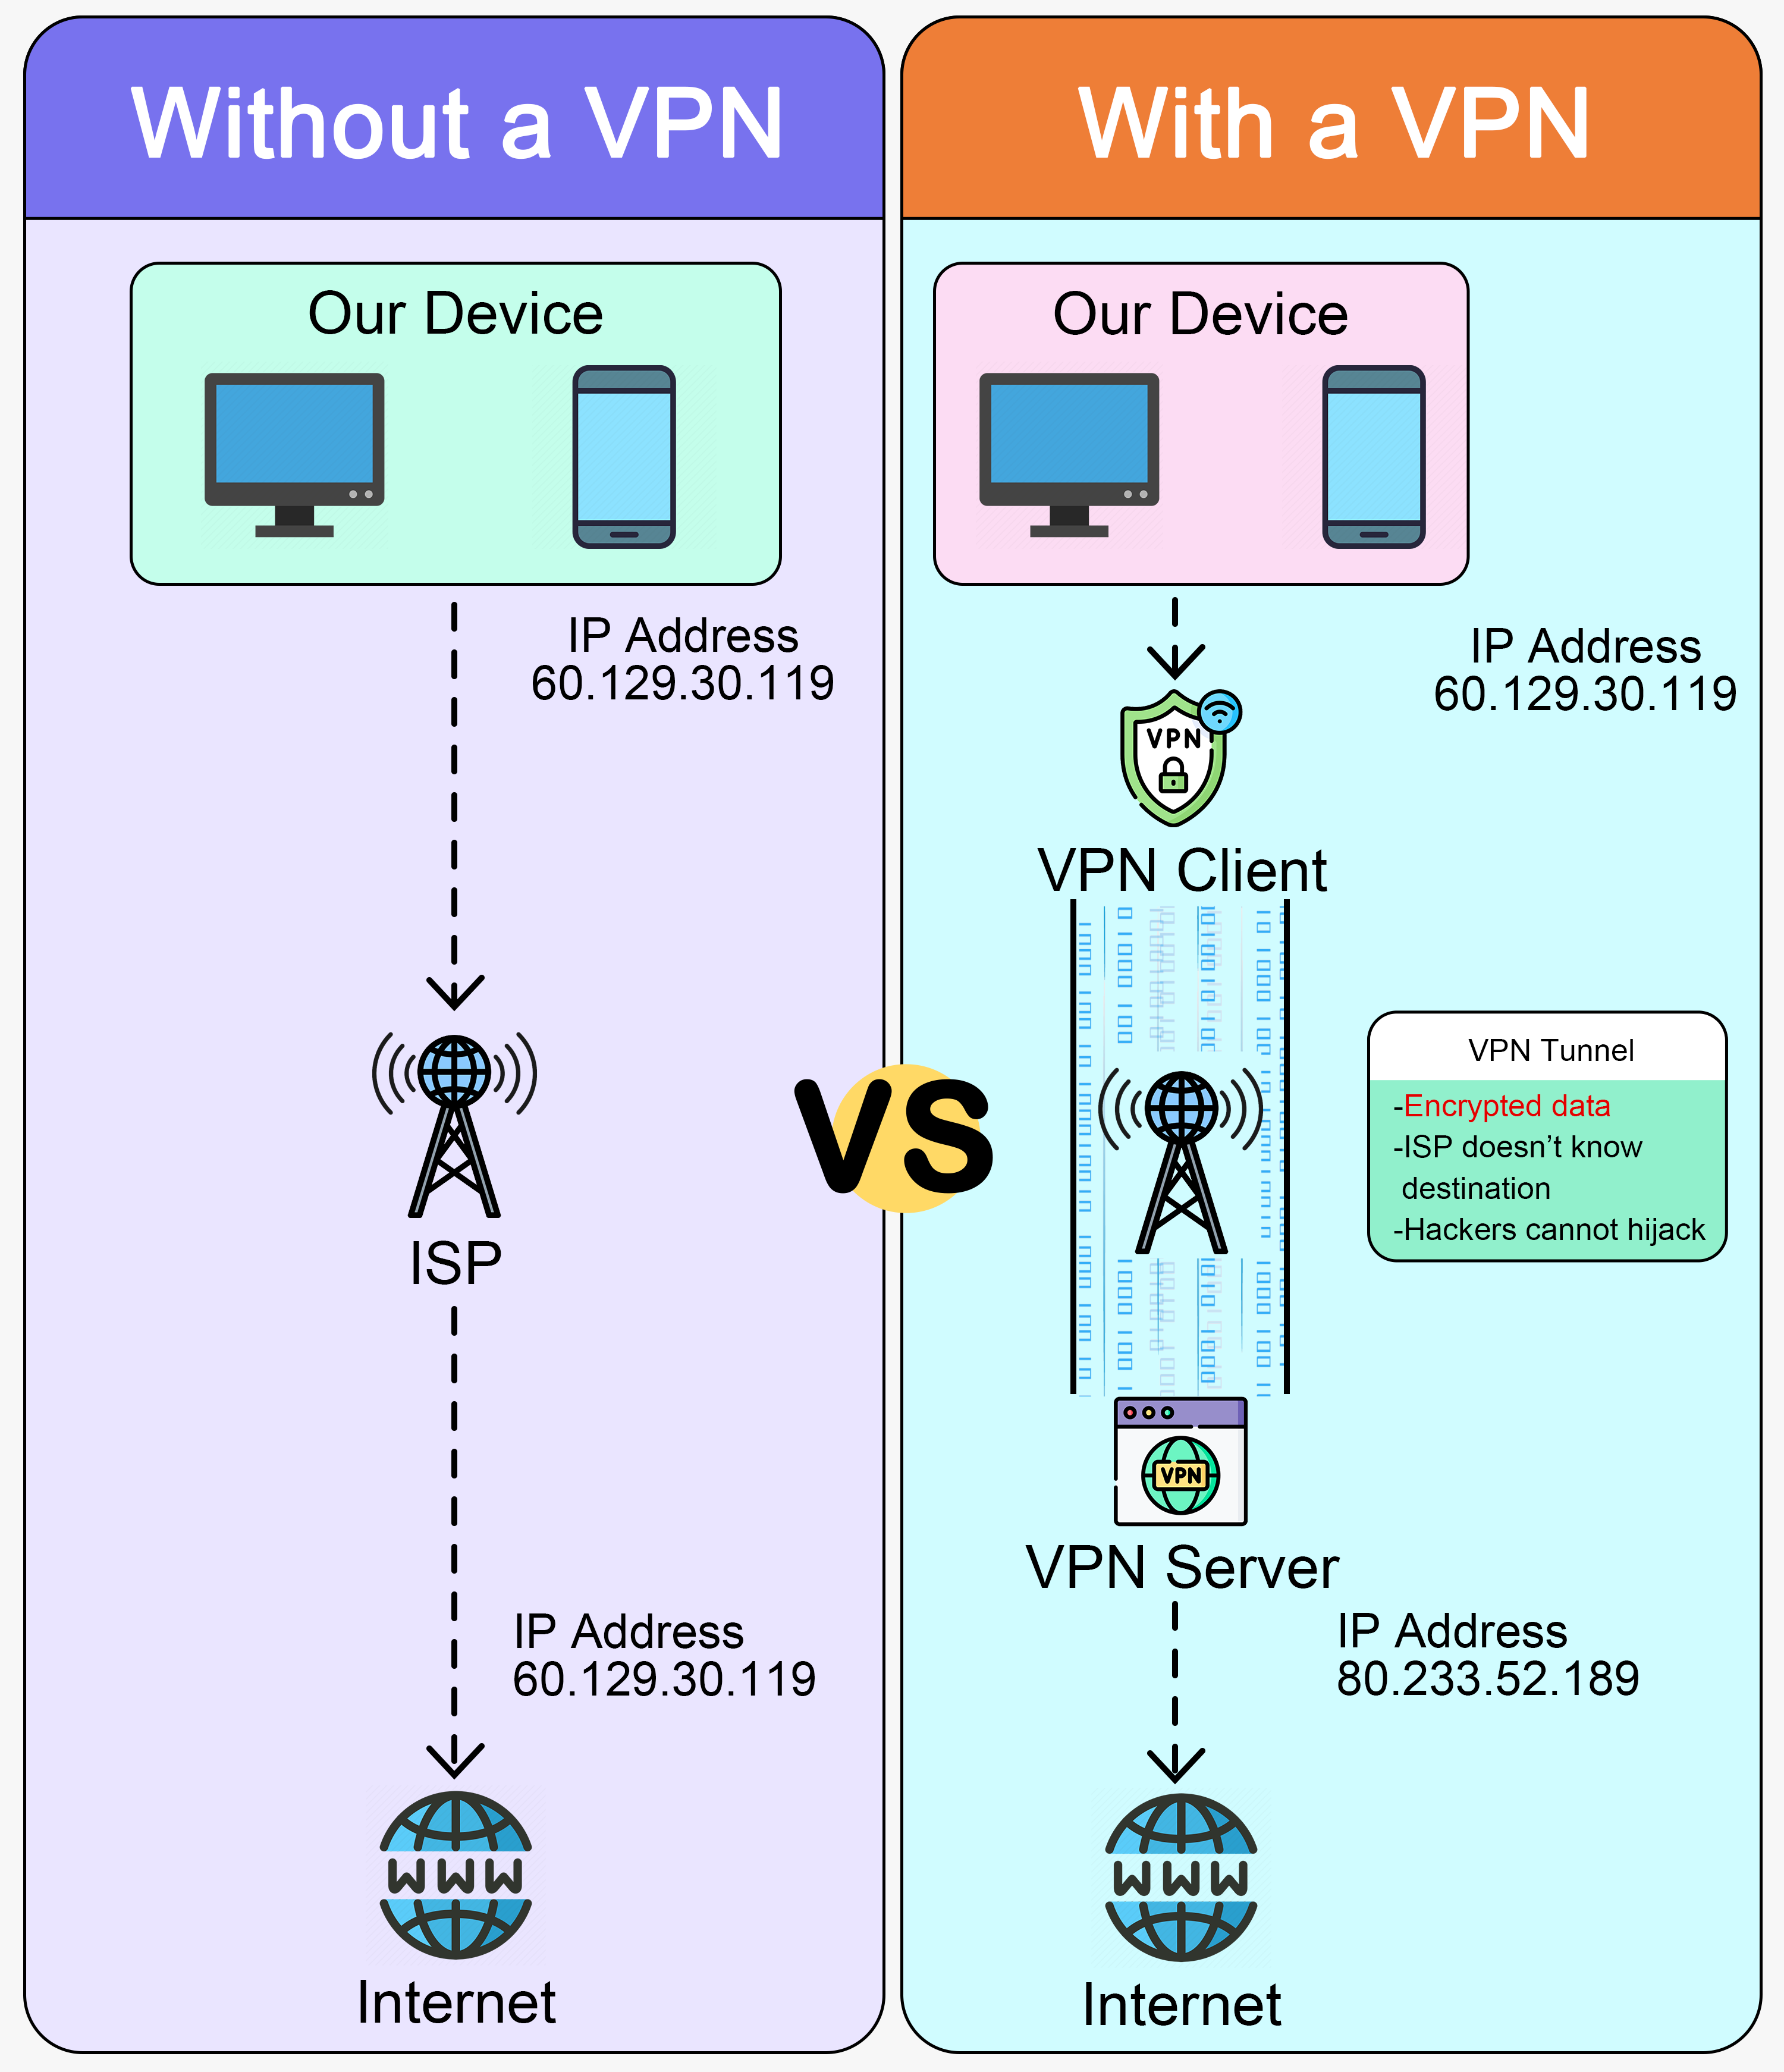 Without a VPN
Our Device
IP Address
60.129.30.119
ISP
IP Address
60.129.30.119
WWW
Internet
VS
With a VPN
Our Device
IP Address
60.129.30.119
VPN
VPN Client
VPN Tunnel
-Encrypted data
-ISP doesn’t know
destination
-Hackers cannot hijack
VPN
VPN Server
IP Address
80.233.52.189
WWW
Internet